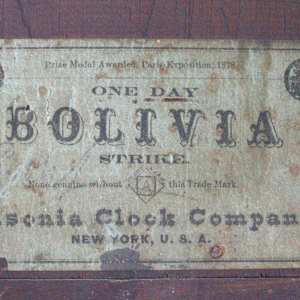 Prize Medal Awarded, Paris Exposition, 1878.
ONE DAY
BOLIVIA
STRIKE.
None genuine without A this Trade Mark.
sonia Clock Compan
NEW YORK, U. S. A.